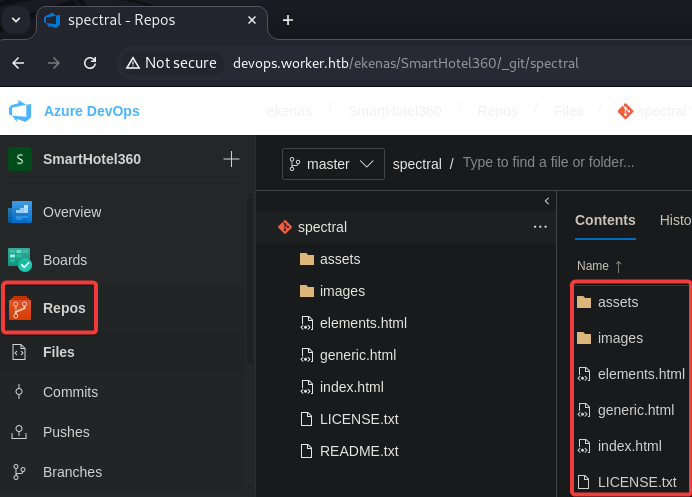 spectral - Repos
Not secure devops.worker.htb/ekenas/SmartHotel360/_git/spectral
Azure DevOps ekenas / SmartHotel360 / Repos / Files / spectral
S SmartHotel360
master spectral / Type to find a file or folder...
Overview
Boards
Repos
Files
Commits
Pushes
Branches
spectral
assets
images
elements.html
generic.html
index.html
LICENSE.txt
README.txt
Contents Histo
Name ↑
assets
images
elements.html
generic.html
index.html
LICENSE.txt